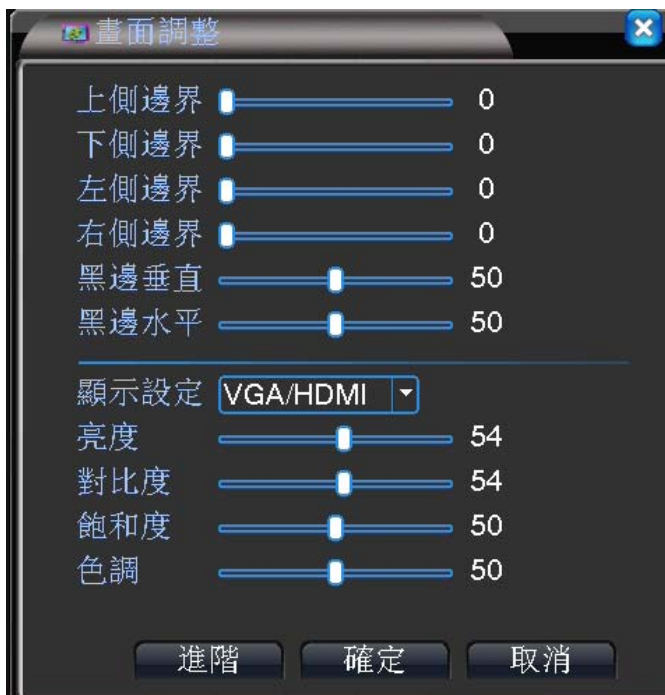 畫面調整
上側邊界 0
下側邊界 0
左側邊界 0
右側邊界 0
黑邊垂直 50
黑邊水平 50
顯示設定 VGA/HDMI
亮度 54
對比度 54
飽和度 50
色調 50
進階 確定 取消